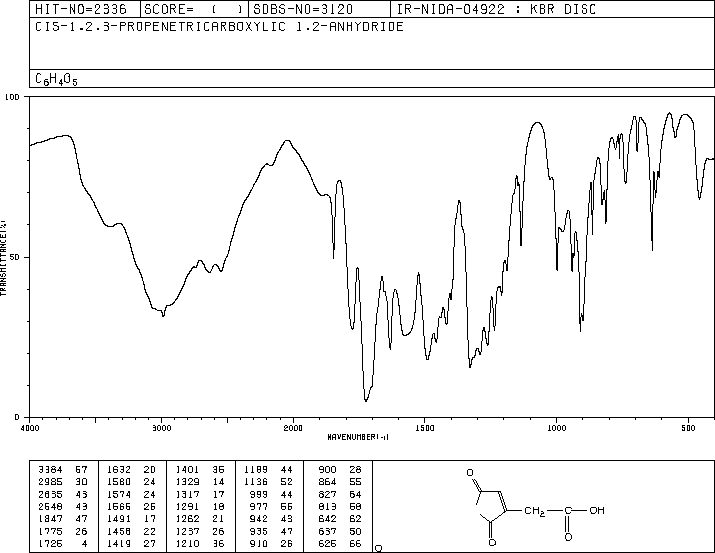 HIT-NO=2336 SCORE= ( ) SDBS-NO=3120 IR-NIDA-04922 : KBR DISC
CIS-1,2,3-PROPENETRICARBOXYLIC 1,2-ANHYDRIDE
C6H4O5
100
50
0
TRANSMITTANCE(%)
4000 3000 2000 1500 1000 500
WAVENUMBER(-1)
3384 57 1632 20 1401 35 1189 44 900 28
2985 30 1580 24 1329 14 1136 52 864 55
2635 43 1574 24 1317 17 999 44 827 64
2548 43 1566 26 1291 18 977 55 813 58
1847 47 1491 17 1262 21 942 43 642 62
1775 26 1458 22 1237 26 935 47 637 50
1725 4 1419 27 1210 36 910 26 625 66
O
CH2 C OH
C O
O
O